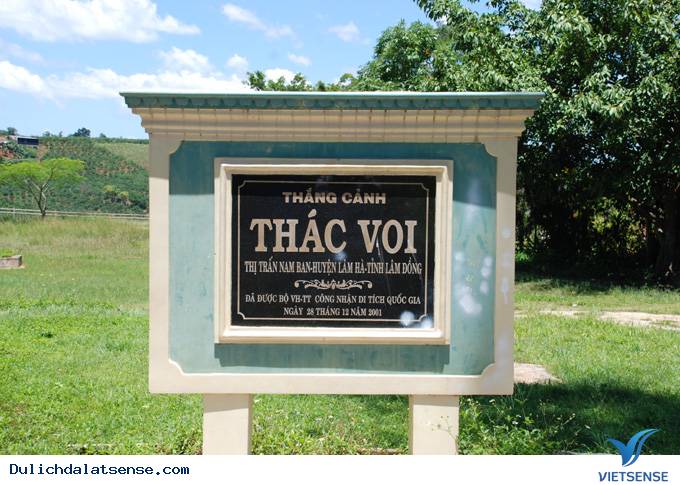 THẮNG CẢNH
THÁC VOI
THỊ TRẤN NAM BAN-HUYỆN LÂM HÀ-TỈNH LÂM ĐỒNG
ĐÃ ĐƯỢC BỘ VH-TT CÔNG NHẬN DI TÍCH QUỐC GIA
NGÀY 28 THÁNG 12 NĂM 2001
Dulichdalatsense.com
VIETSENSE